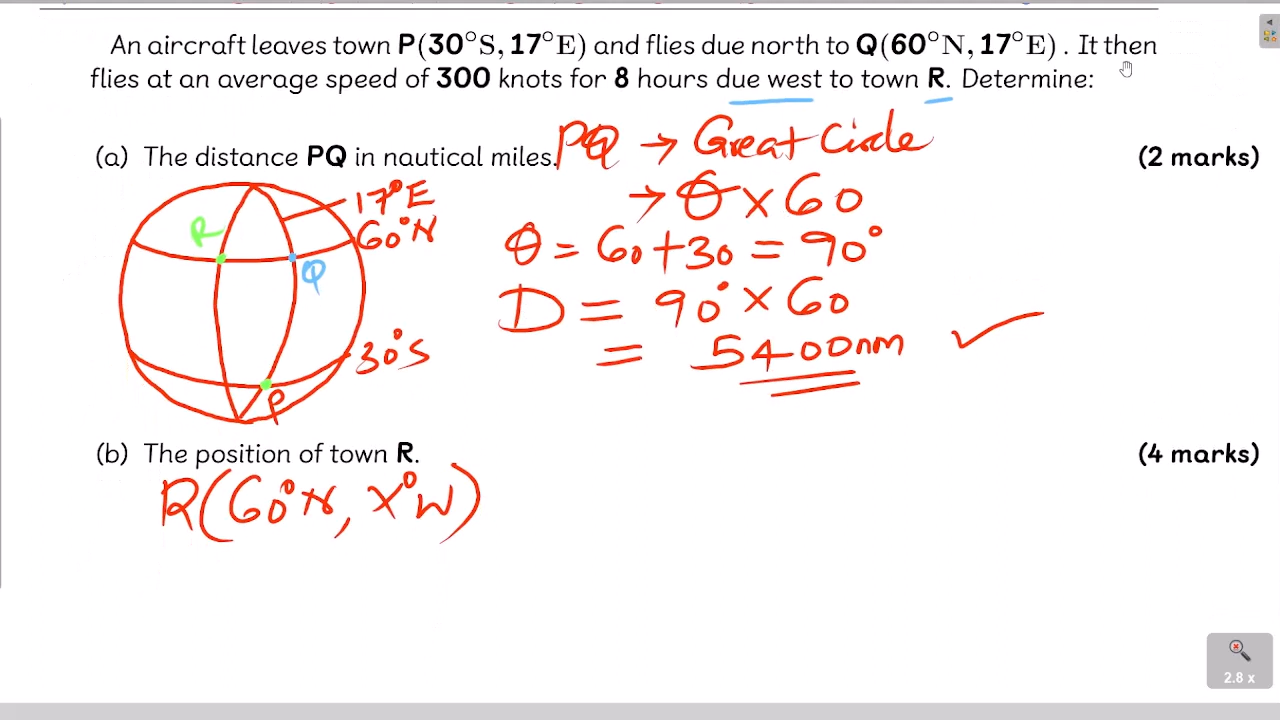 An aircraft leaves town P(30°S, 17°E) and flies due north to Q(60°N, 17°E). It then
flies at an average speed of 300 knots for 8 hours due west to town R. Determine:
(a) The distance PQ in nautical miles. (2 marks)
PQ → Great Circle
→ θ × 60
θ = 60 + 30 = 90°
D = 90° × 60
= 5400nm ✓
17°E
60°N
R
Q
30°S
P
(b) The position of town R. (4 marks)
R(60°N, x°W)
2.8 x